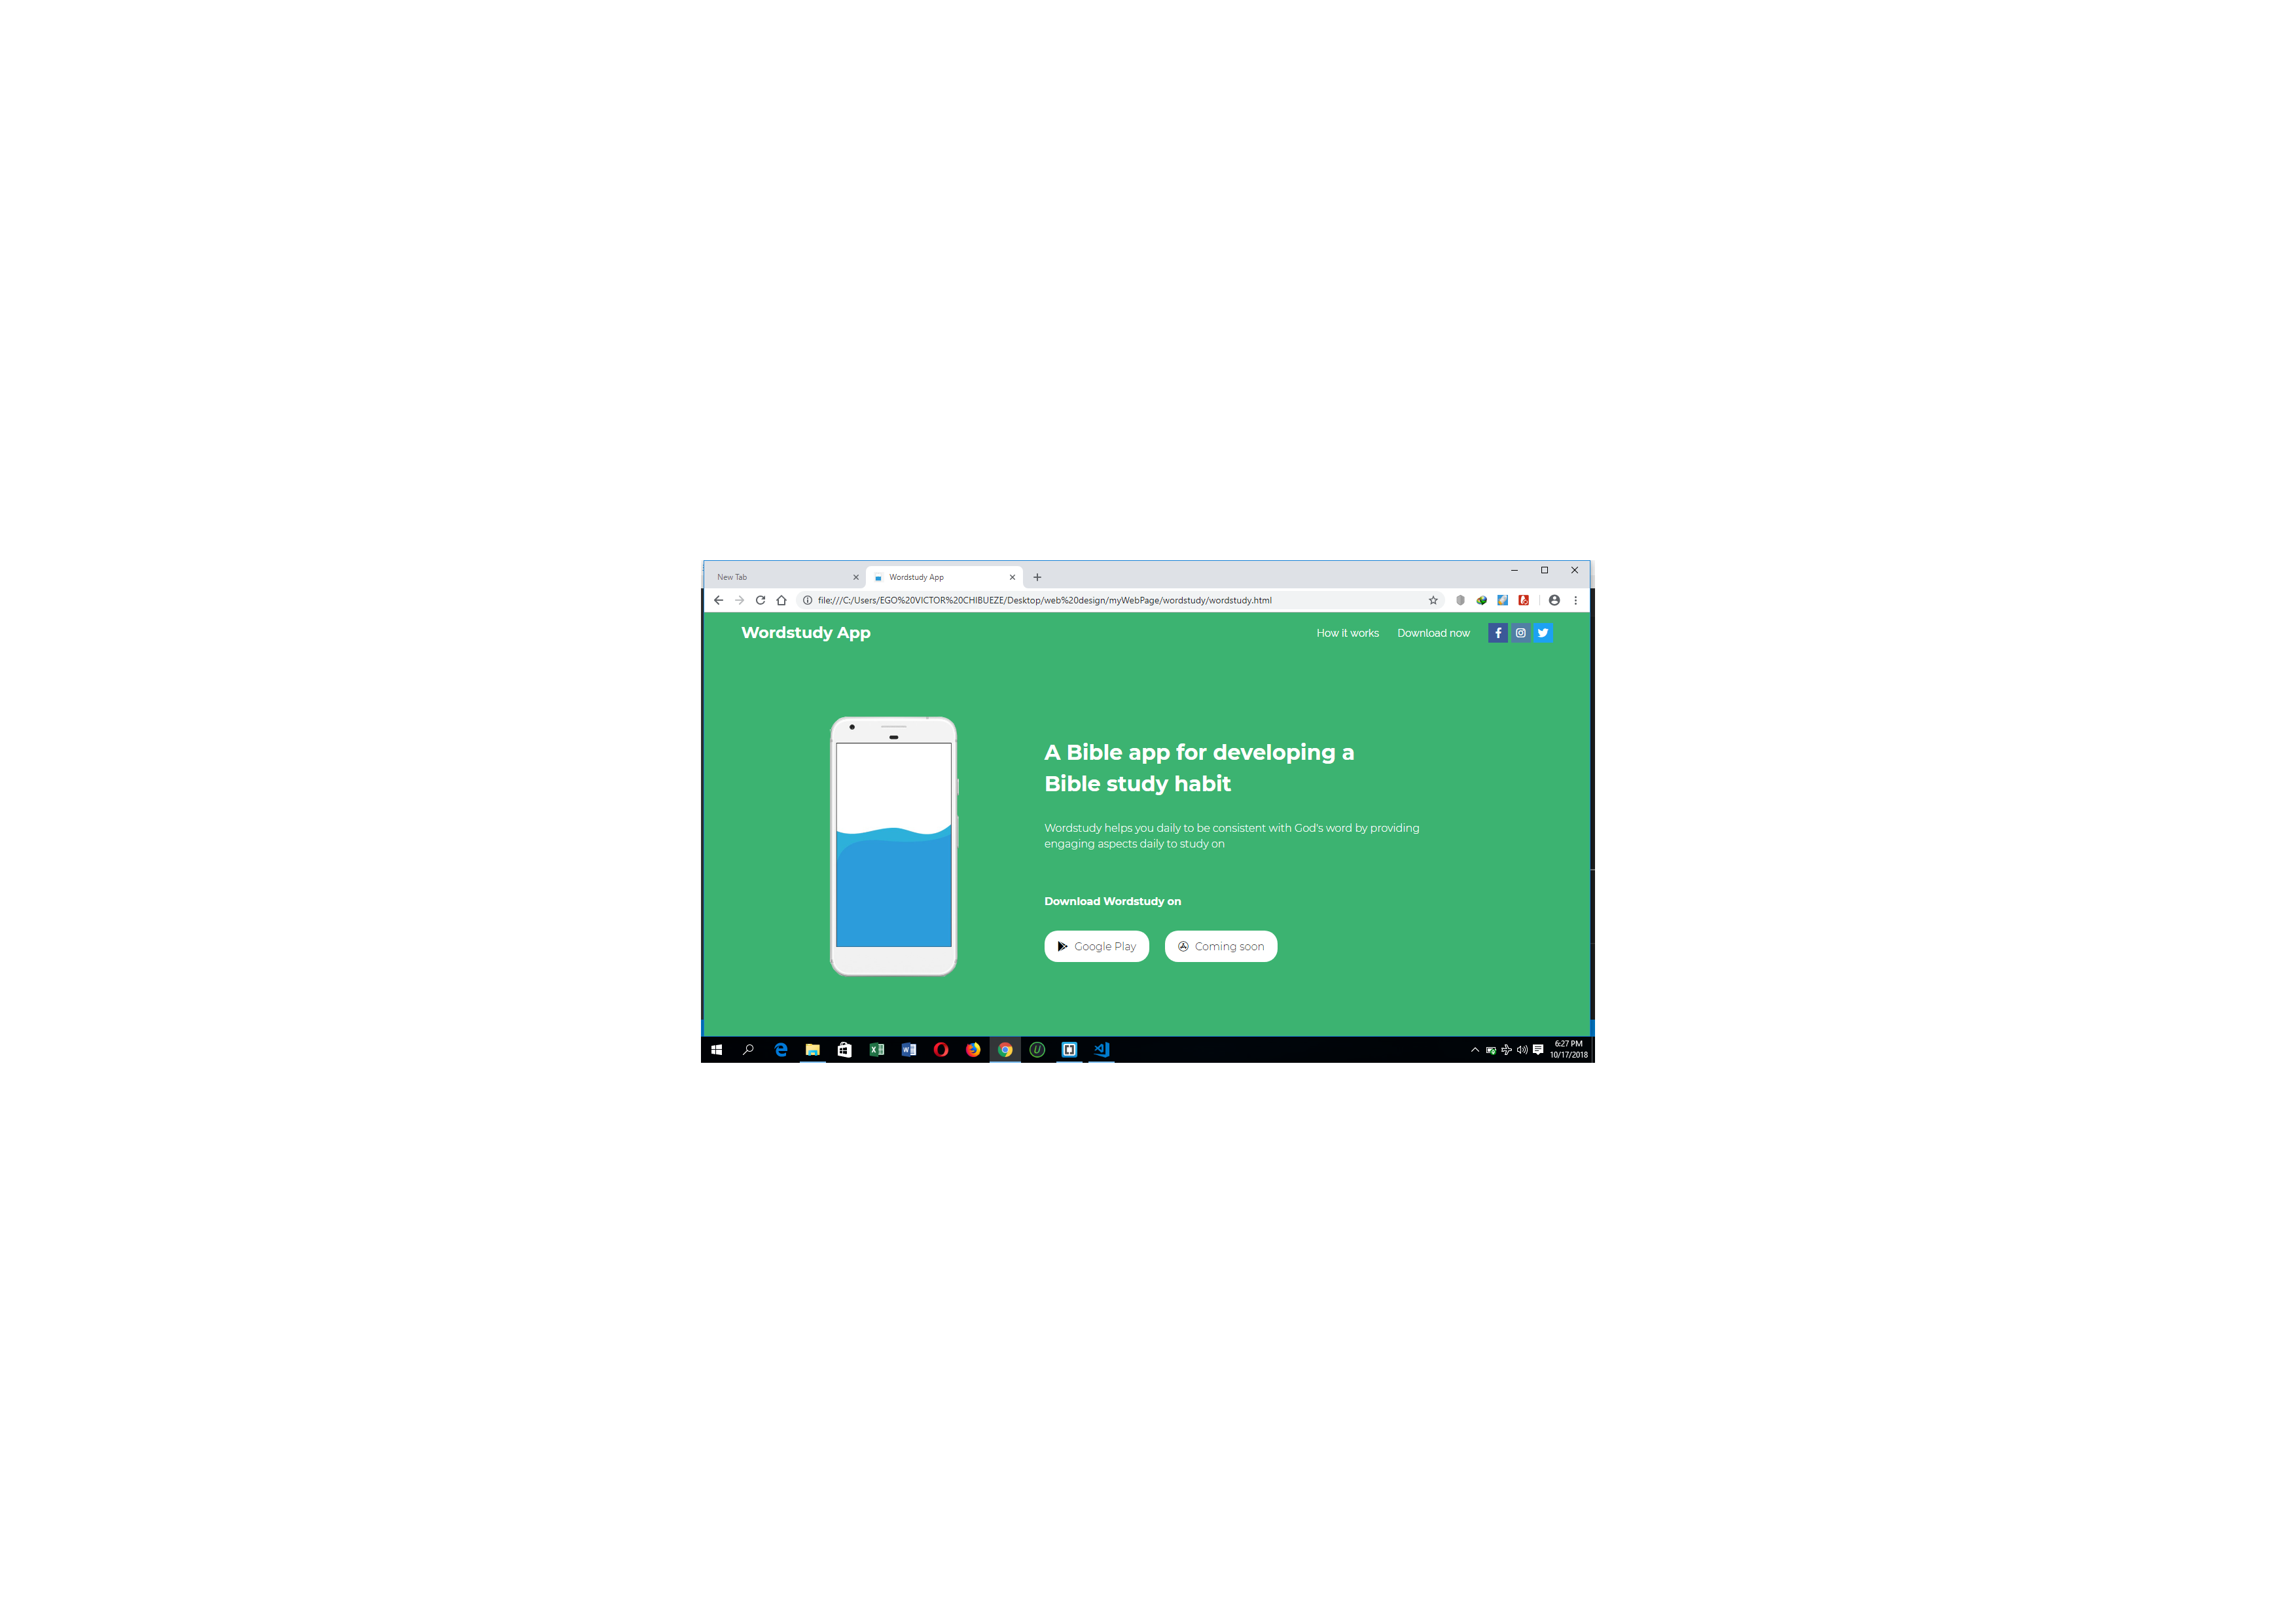 New Tab
Wordstudy App
file:///C:/Users/EGO%20VICTOR%20CHIBUEZE/Desktop/web%20design/myWebPage/wordstudy/wordstudy.html
Wordstudy App
How it works
Download now
A Bible app for developing a
Bible study habit
Wordstudy helps you daily to be consistent with God's word by providing
engaging aspects daily to study on
Download Wordstudy on
Google Play
Coming soon
6:27 PM
10/17/2018